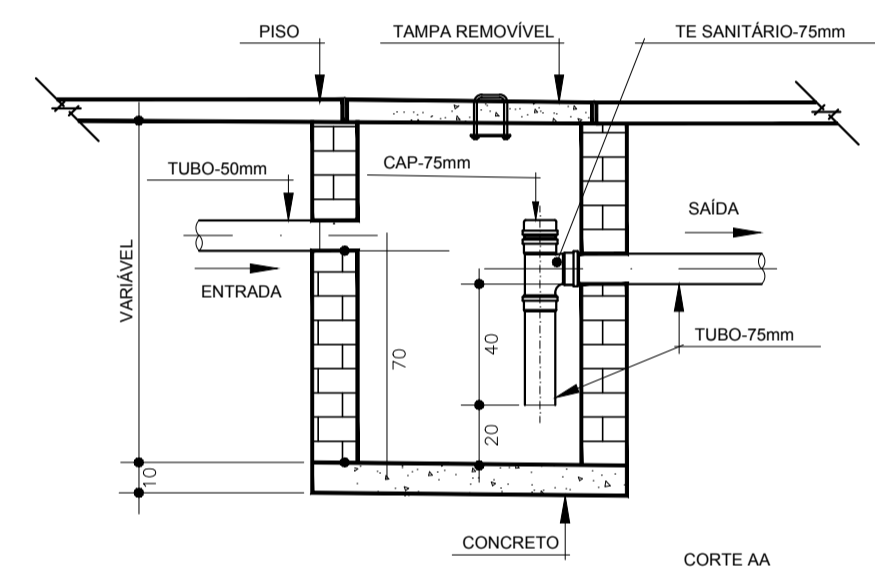 PISO
TAMPA REMOVÍVEL
TE SANITÁRIO-75mm
TUBO-50mm
CAP-75mm
SAÍDA
ENTRADA
VARIÁVEL
70
40
TUBO-75mm
20
10
CONCRETO
CORTE AA